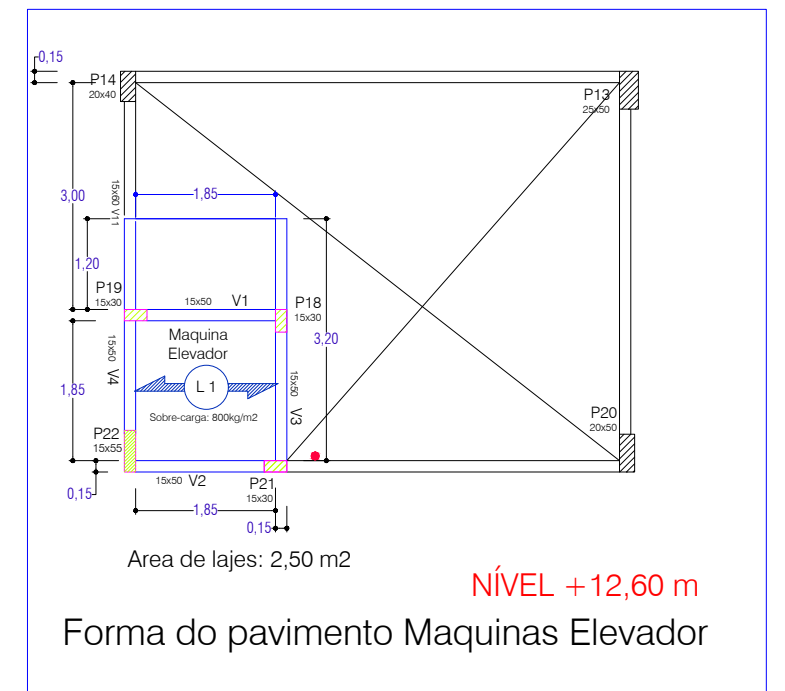 0,15
P14
20x40
P13
25x50
3,00
15x60 V11
1,85
1,20
P19
15x30
15x50 V1
P18
15x30
Maquina
Elevador
3,20
15x50 V4
L 1
15x50 V3
1,85
Sobre-carga: 800kg/m2
P20
20x50
P22
15x55
15x50 V2
P21
15x30
0,15
1,85
0,15
Area de lajes: 2,50 m2
NÍVEL +12,60 m
Forma do pavimento Maquinas Elevador